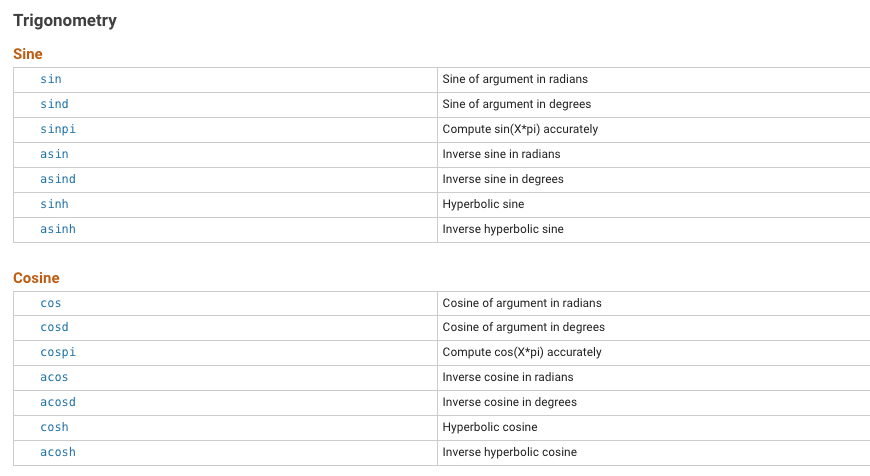 Trigonometry
Sine
sin Sine of argument in radians
sind Sine of argument in degrees
sinpi Compute sin(X*pi) accurately
asin Inverse sine in radians
asind Inverse sine in degrees
sinh Hyperbolic sine
asinh Inverse hyperbolic sine
Cosine
cos Cosine of argument in radians
cosd Cosine of argument in degrees
cospi Compute cos(X*pi) accurately
acos Inverse cosine in radians
acosd Inverse cosine in degrees
cosh Hyperbolic cosine
acosh Inverse hyperbolic cosine